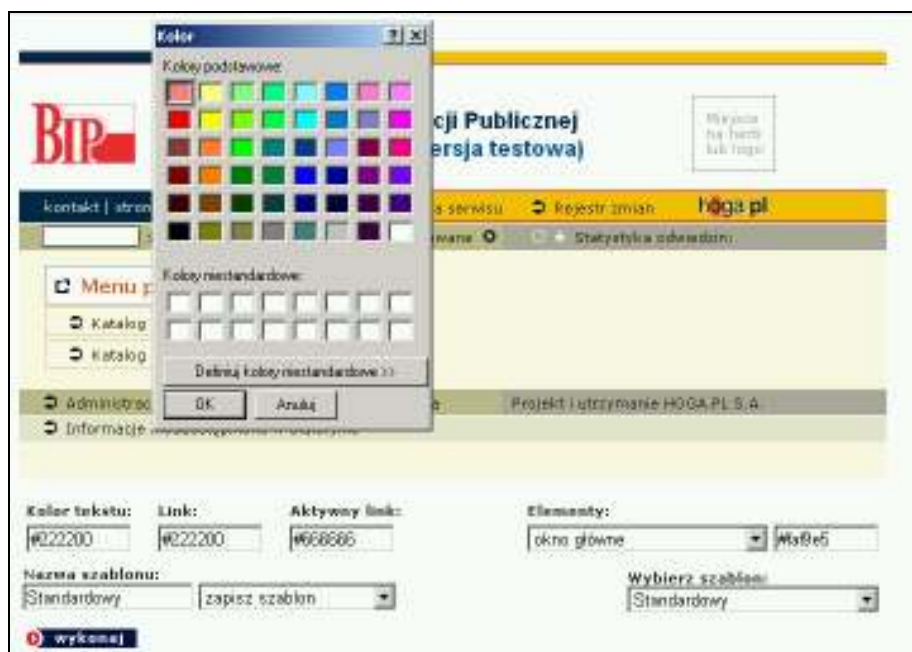 Kolor
Kolory podstawowe:
BIP
cji Publicznej
ersja testowa)
Miejsce
na herb
lub logo
kontakt | stron
a serwisu
Rejestr zmian
hoga.pl
wane
Statystyka odwiedzin:
Kolory niestandardowe:
Menu p
Katalog
Katalog
Definiuj kolory niestandardowe >>
OK
Anuluj
Administrac
a
Projekt i utrzymanie HOGA.PL S.A.
Informacje
Kolor tekstu:
Link:
Aktywny link:
Elementy:
#222200
#222200
#666666
okno główne
#faf9e5
Nazwa szablonu:
Wybierz szablon:
Standardowy
zapisz szablon
Standardowy
wykonaj